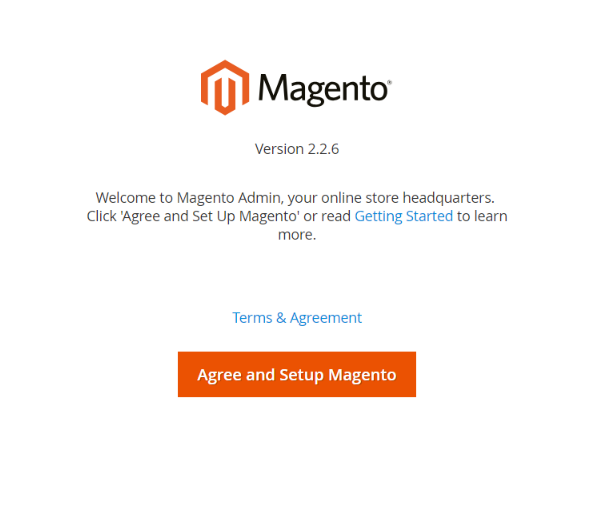 Magento®
Version 2.2.6
Welcome to Magento Admin, your online store headquarters.
Click 'Agree and Set Up Magento' or read Getting Started to learn
more.
Terms & Agreement
Agree and Setup Magento